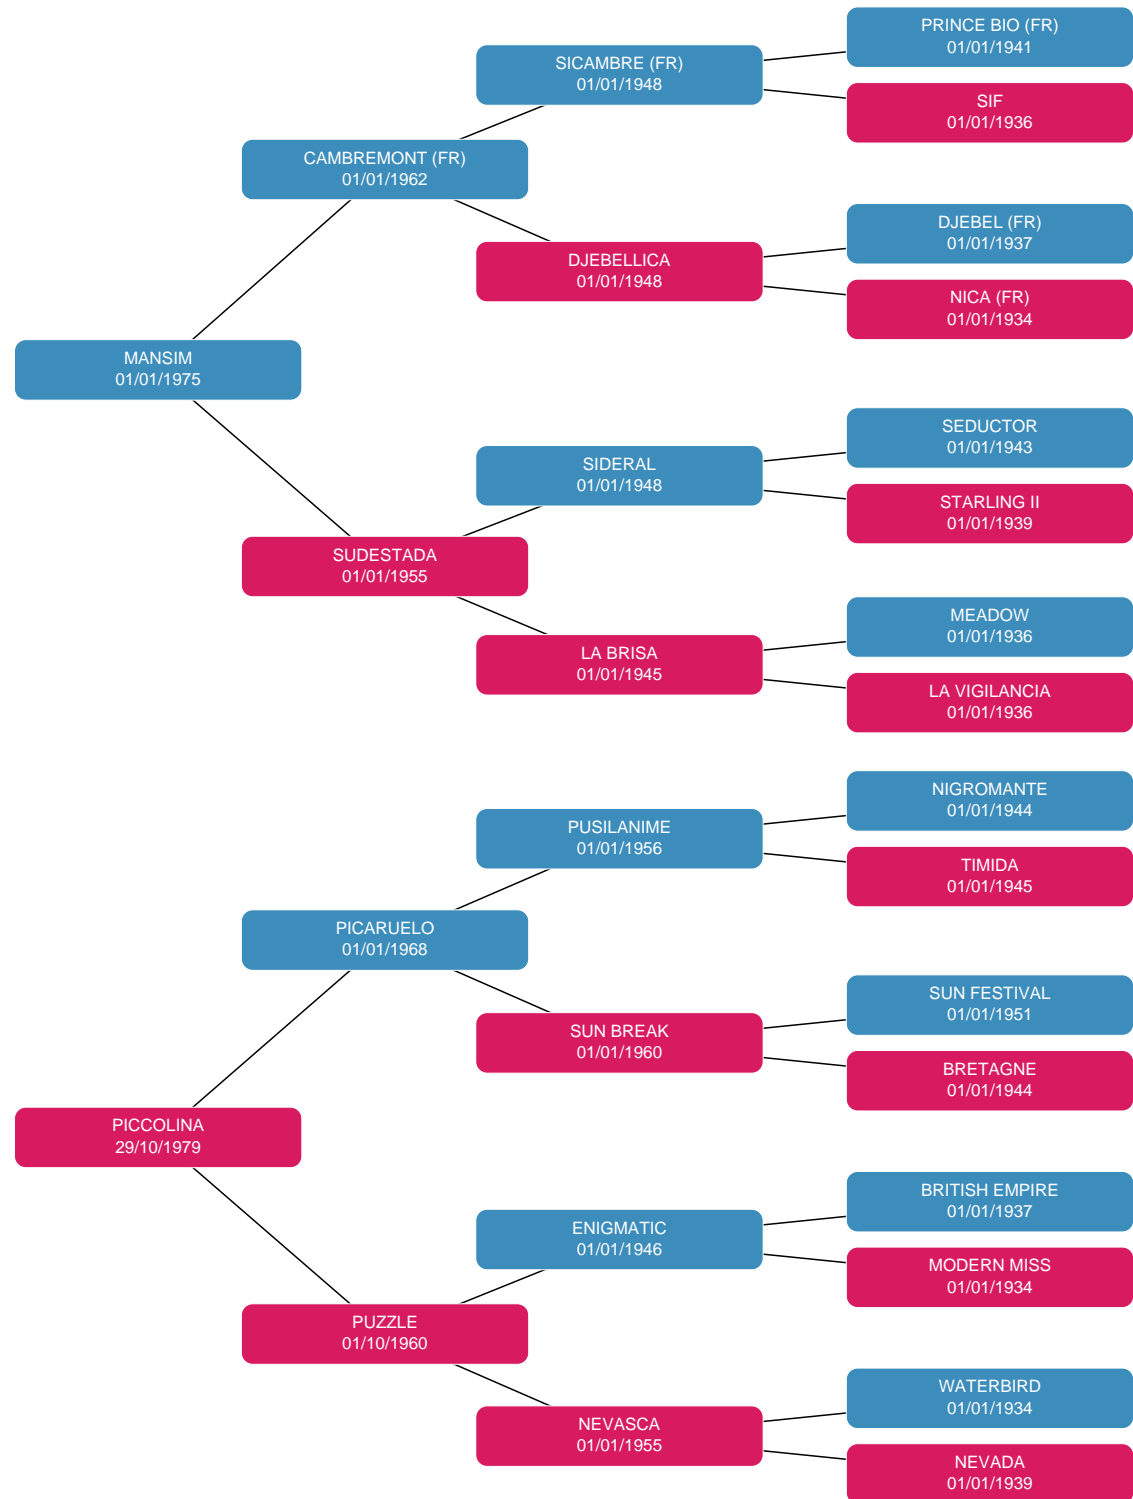 PRINCE BIO (FR)
01/01/1941
SICAMBRE (FR)
01/01/1948
SIF
01/01/1936
CAMBREMONT (FR)
01/01/1962
DJEBEL (FR)
01/01/1937
DJEBELLICA
01/01/1948
NICA (FR)
01/01/1934
MANSIM
01/01/1975
SEDUCTOR
01/01/1943
SIDERAL
01/01/1948
STARLING II
01/01/1939
SUDESTADA
01/01/1955
MEADOW
01/01/1936
LA BRISA
01/01/1945
LA VIGILANCIA
01/01/1936
NIGROMANTE
01/01/1944
PUSILANIME
01/01/1956
TIMIDA
01/01/1945
PICARUELO
01/01/1968
SUN FESTIVAL
01/01/1951
SUN BREAK
01/01/1960
BRETAGNE
01/01/1944
PICCOLINA
29/10/1979
BRITISH EMPIRE
01/01/1937
ENIGMATIC
01/01/1946
MODERN MISS
01/01/1934
PUZZLE
01/10/1960
WATERBIRD
01/01/1934
NEVASCA
01/01/1955
NEVADA
01/01/1939